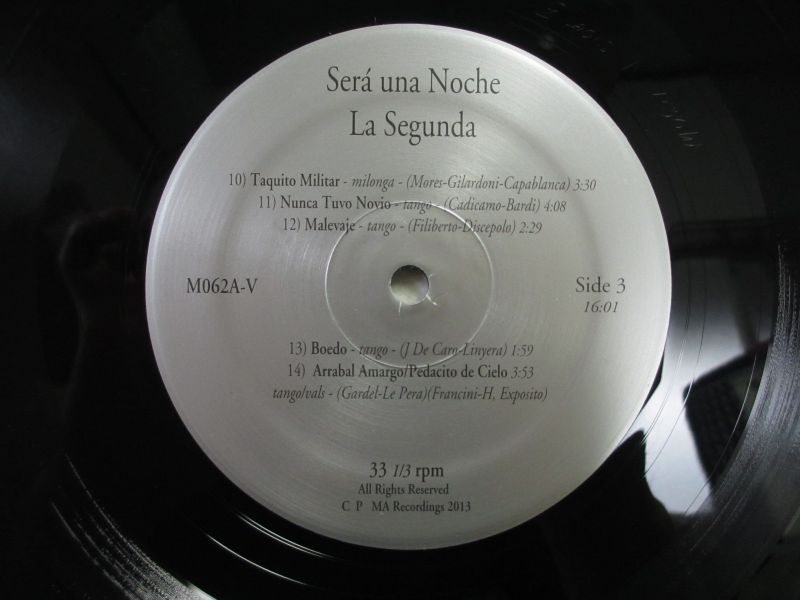 Será una Noche
La Segunda
10) Taquito Militar - milonga - (Mores-Gilardoni-Capablanca) 3:30
11) Nunca Tuvo Novio - tango - (Cadicamo-Bardi) 4:08
12) Malevaje - tango - (Filiberto-Discepolo) 2:29
M062A-V
Side 3
16:01
13) Boedo - tango - (J De Caro-Linyera) 1:59
14) Arrabal Amargo/Pedacito de Cielo 3:53
tango/vals - (Gardel-Le Pera)(Francini-H, Exposito)
33 1/3 rpm
All Rights Reserved
C P MA Recordings 2013